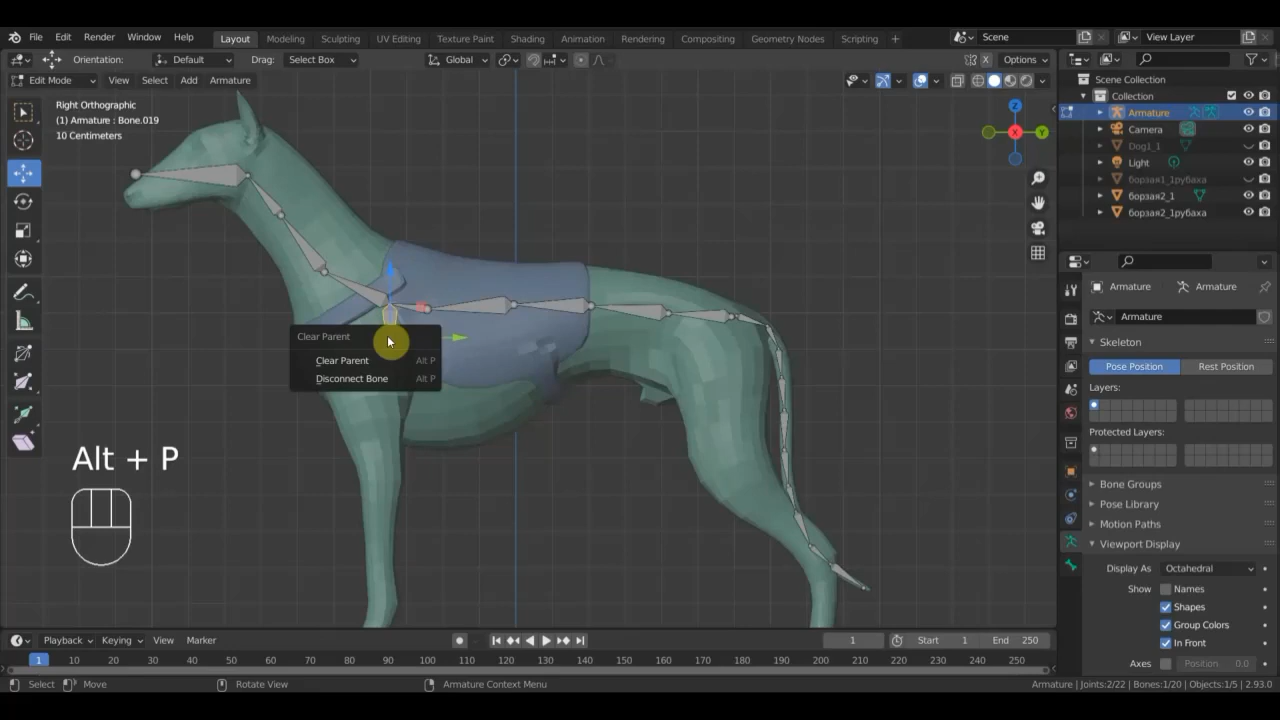 File Edit Render Window Help Layout Modeling Sculpting UV Editing Texture Paint Shading Animation Rendering Compositing Geometry Nodes Scripting + Scene View Layer
Orientation: Default Drag: Select Box Global Options
Edit Mode View Select Add Armature
Right Orthographic
(1) Armature : Bone.019
10 Centimeters
Z
X
Y
Clear Parent
Clear Parent Alt P
Disconnect Bone Alt P
Alt + P
Scene Collection
Collection
Armature
Camera
Dog1_1
Light
борзая1_1рубаха
борзая2_1
борзая2_1рубаха
Armature Armature
Armature
Skeleton
Pose Position Rest Position
Layers:
Protected Layers:
Bone Groups
Pose Library
Motion Paths
Viewport Display
Display As Octahedral
Show Names
Shapes
Group Colors
In Front
Axes Position 0.0
Playback Keying View Marker 1 Start 1 End 250
1 10 20 30 40 50 60 70 80 90 100 110 120 130 140 150 160 170 180 190 200 210 220 230 240 250
Select Move Rotate View Armature Context Menu Armature | Joints:2/22 | Bones:1/20 | Objects:1/5 | 2.93.0